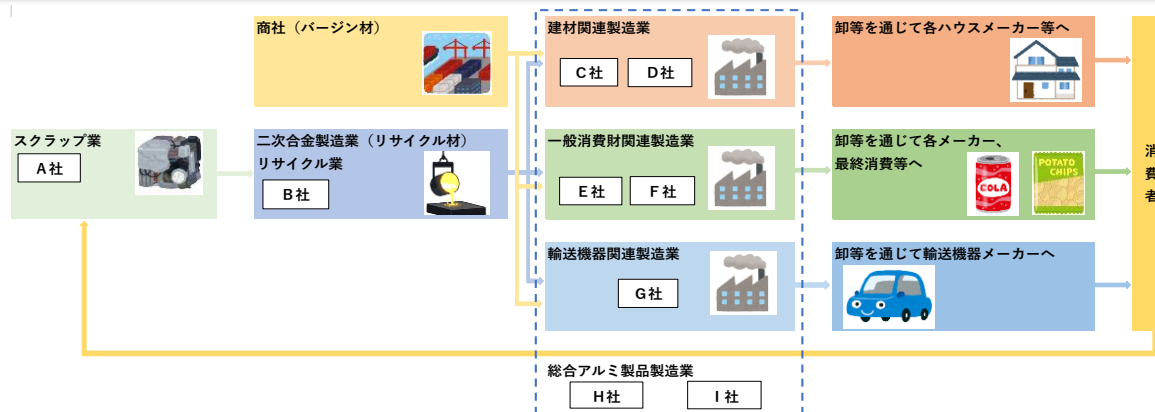 商社（バージン材）
建材関連製造業
C社
D社
卸等を通じて各ハウスメーカー等へ
スクラップ業
A社
二次合金製造業（リサイクル材）
リサイクル業
B社
一般消費財関連製造業
E社
F社
卸等を通じて各メーカー、
最終消費等へ
COLA
POTATO
CHIPS
消
費
者
輸送機器関連製造業
G社
卸等を通じて輸送機器メーカーへ
総合アルミ製品製造業
H社
I社